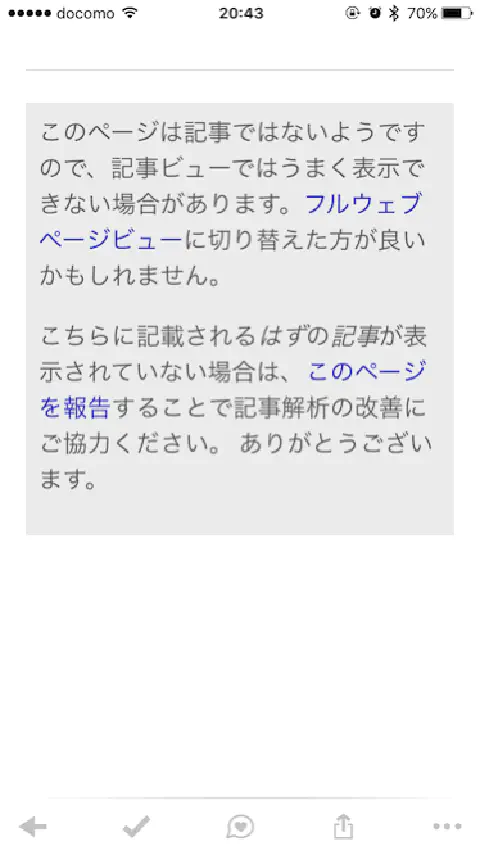 docomo 20:43 70%
このページは記事ではないようです
ので、記事ビューではうまく表示で
きない場合があります。フルウェブ
ページビューに切り替えた方が良い
かもしれません。
こちらに記載されるはずの記事が表
示されていない場合は、このページ
を報告することで記事解析の改善に
ご協力ください。 ありがとうござい
ます。